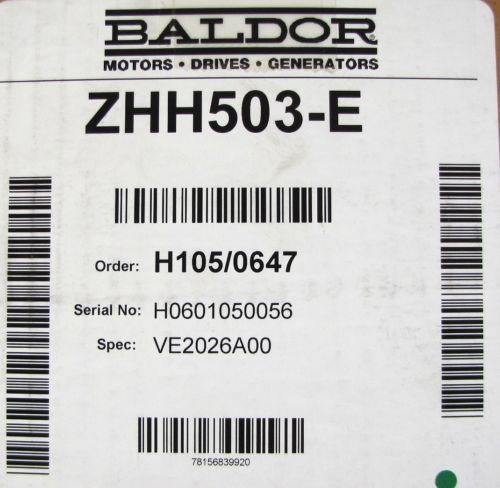 BALDOR
MOTORS • DRIVES • GENERATORS
ZHH503-E
Order: H105/0647
Serial No: H0601050056
Spec: VE2026A00
78156839920